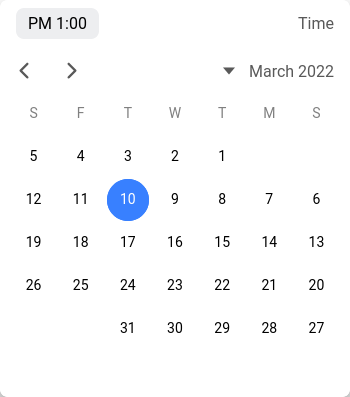 PM 1:00 Time
March 2022
S F T W T M S
5 4 3 2 1
12 11 10 9 8 7 6
19 18 17 16 15 14 13
26 25 24 23 22 21 20
31 30 29 28 27